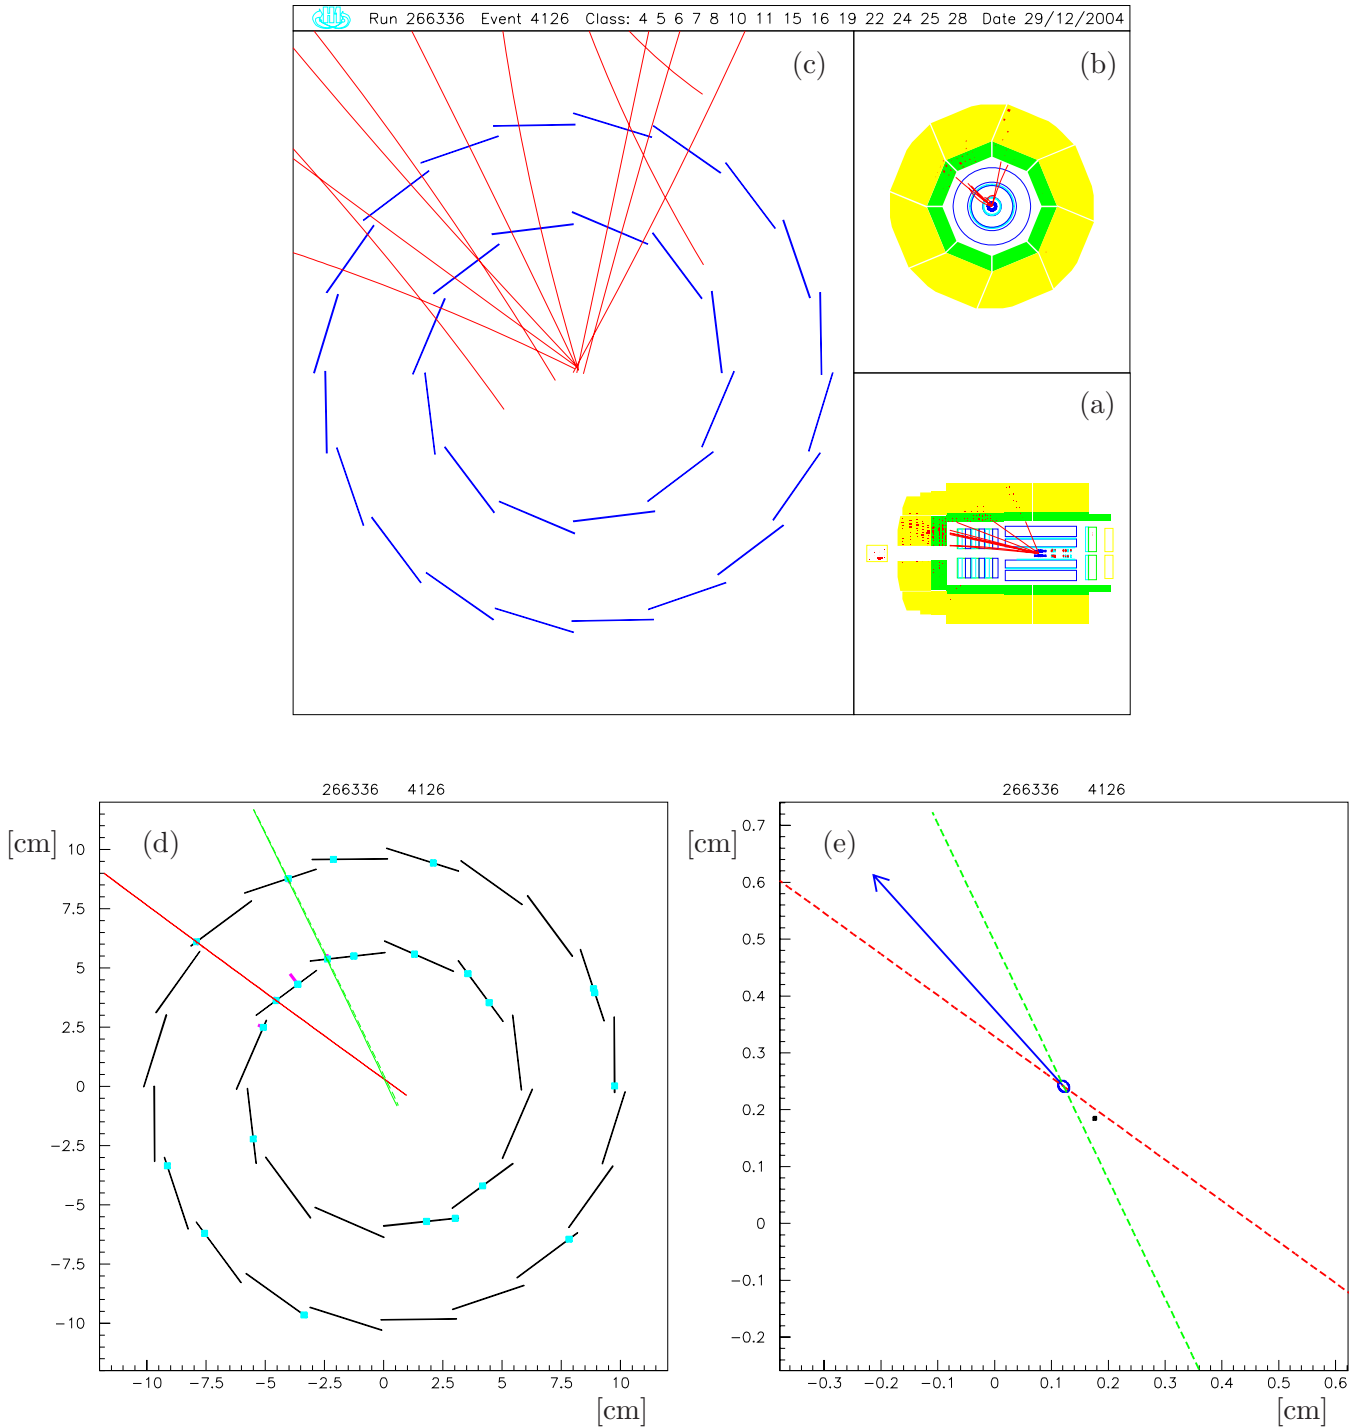 H1 Run 266336 Event 4126 Class: 4 5 6 7 8 10 11 15 16 19 22 24 25 28 Date 29/12/2004
(c)
(b)
(a)
266336 4126
[cm]
(d)
10
7.5
5
2.5
0
−2.5
−5
−7.5
−10
−10 −7.5 −5 −2.5 0 2.5 5 7.5 10
[cm]
266336 4126
[cm]
(e)
0.7
0.6
0.5
0.4
0.3
0.2
0.1
0
−0.1
−0.2
−0.3 −0.2 −0.1 0 0.1 0.2 0.3 0.4 0.5 0.6
[cm]